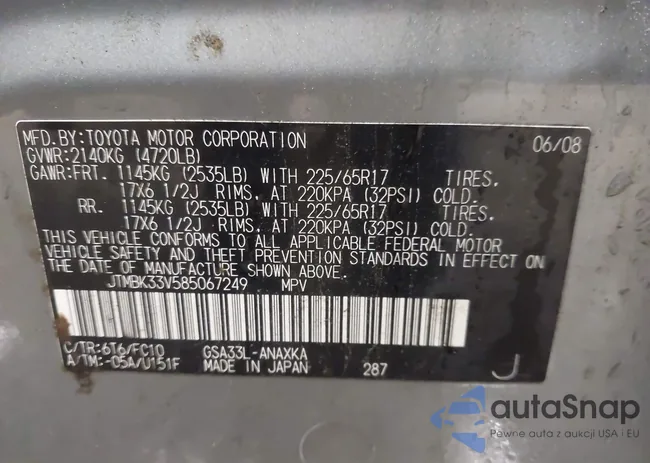 MFD.BY:TOYOTA MOTOR CORPORATION 06/08
GVWR:2140KG (4720LB)
GAWR:FRT. 1145KG (2535LB) WITH 225/65R17 TIRES,
17X6 1/2J RIMS, AT 220KPA (32PSI) COLD.
RR. 1145KG (2535LB) WITH 225/65R17 TIRES,
17X6 1/2J RIMS, AT 220KPA (32PSI) COLD.
THIS VEHICLE CONFORMS TO ALL APPLICABLE FEDERAL MOTOR
VEHICLE SAFETY AND THEFT PREVENTION STANDARDS IN EFFECT ON
THE DATE OF MANUFACTURE SHOWN ABOVE.
JTMBK33V585067249 MPV
C/TR:6T6/FC10 GSA33L-ANAXKA
A/TM:-05A/U151F MADE IN JAPAN 287 J
autaSnap
Pewne auta z aukcji USA i EU